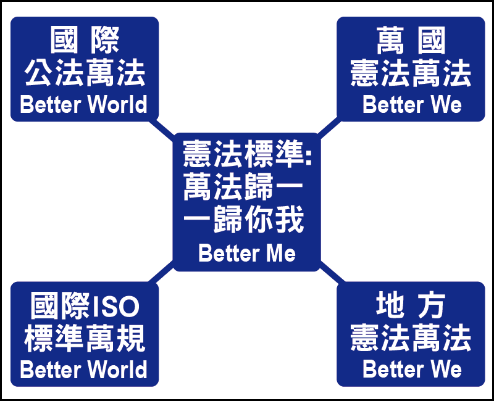 國 際
公法萬法
Better World
萬 國
憲法萬法
Better We
憲法標準:
萬法歸一
一歸你我
Better Me
國際ISO
標準萬規
Better World
地 方
憲法萬法
Better We